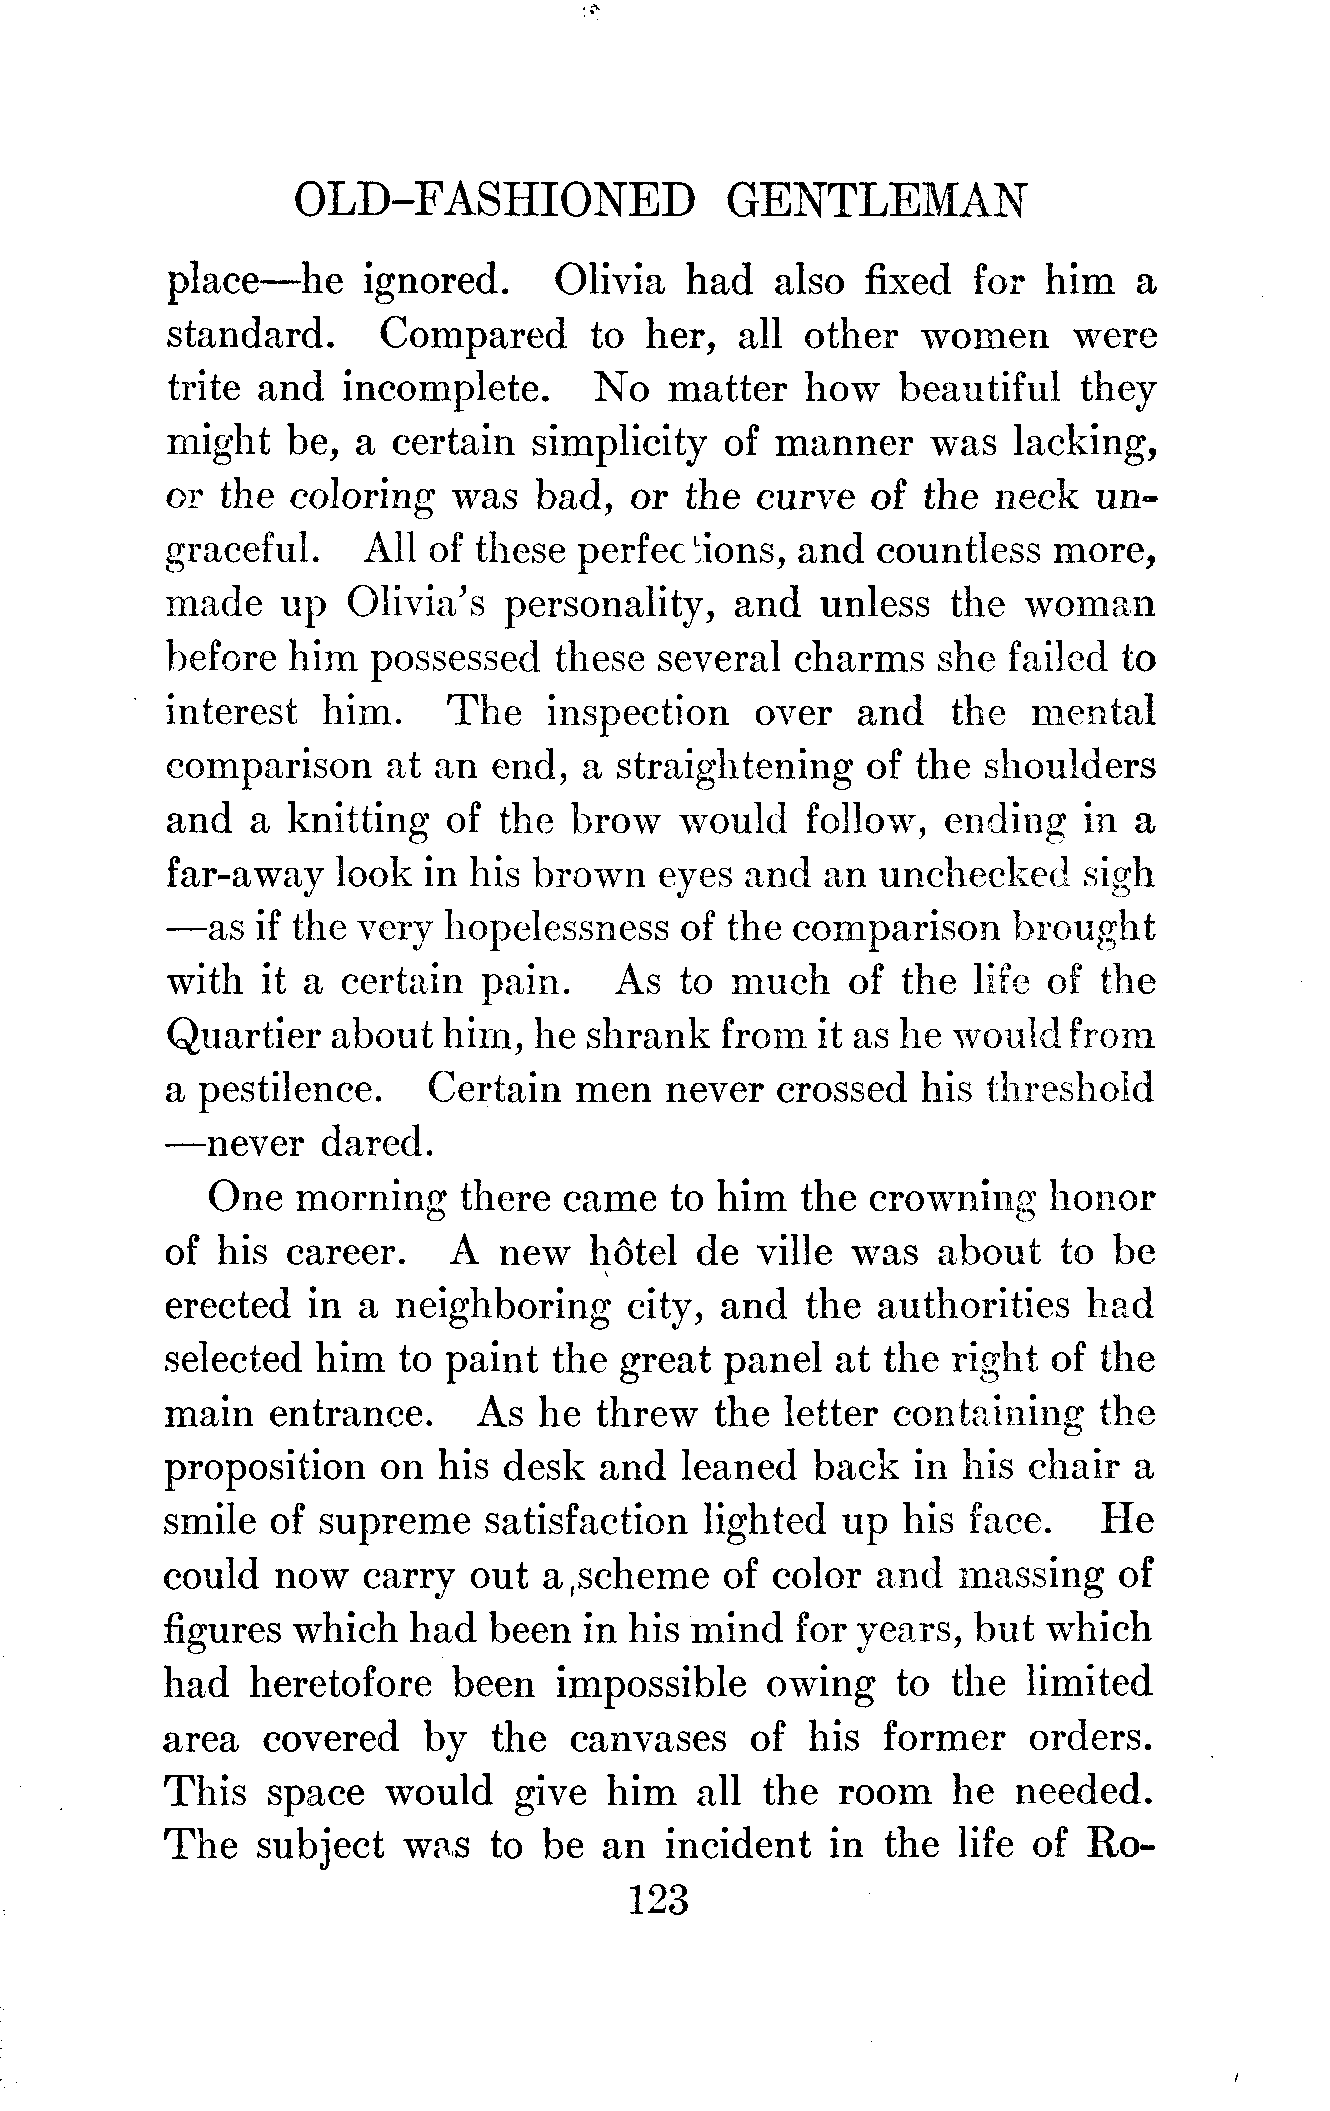 OLD-FASHIONED GENTLEMAN
place—he ignored. Olivia had also fixed for him a
standard. Compared to her, all other women were
trite and incomplete. No matter how beautiful they
might be, a certain simplicity of manner was lacking,
or the coloring was bad, or the curve of the neck un-
graceful. All of these perfections, and countless more,
made up Olivia's personality, and unless the woman
before him possessed these several charms she failed to
interest him. The inspection over and the mental
comparison at an end, a straightening of the shoulders
and a knitting of the brow would follow, ending in a
far-away look in his brown eyes and an unchecked sigh
—as if the very hopelessness of the comparison brought
with it a certain pain. As to much of the life of the
Quartier about him, he shrank from it as he would from
a pestilence. Certain men never crossed his threshold
—never dared.
One morning there came to him the crowning honor
of his career. A new hôtel de ville was about to be
erected in a neighboring city, and the authorities had
selected him to paint the great panel at the right of the
main entrance. As he threw the letter containing the
proposition on his desk and leaned back in his chair a
smile of supreme satisfaction lighted up his face. He
could now carry out a scheme of color and massing of
figures which had been in his mind for years, but which
had heretofore been impossible owing to the limited
area covered by the canvases of his former orders.
This space would give him all the room he needed.
The subject was to be an incident in the life of Ro-
123